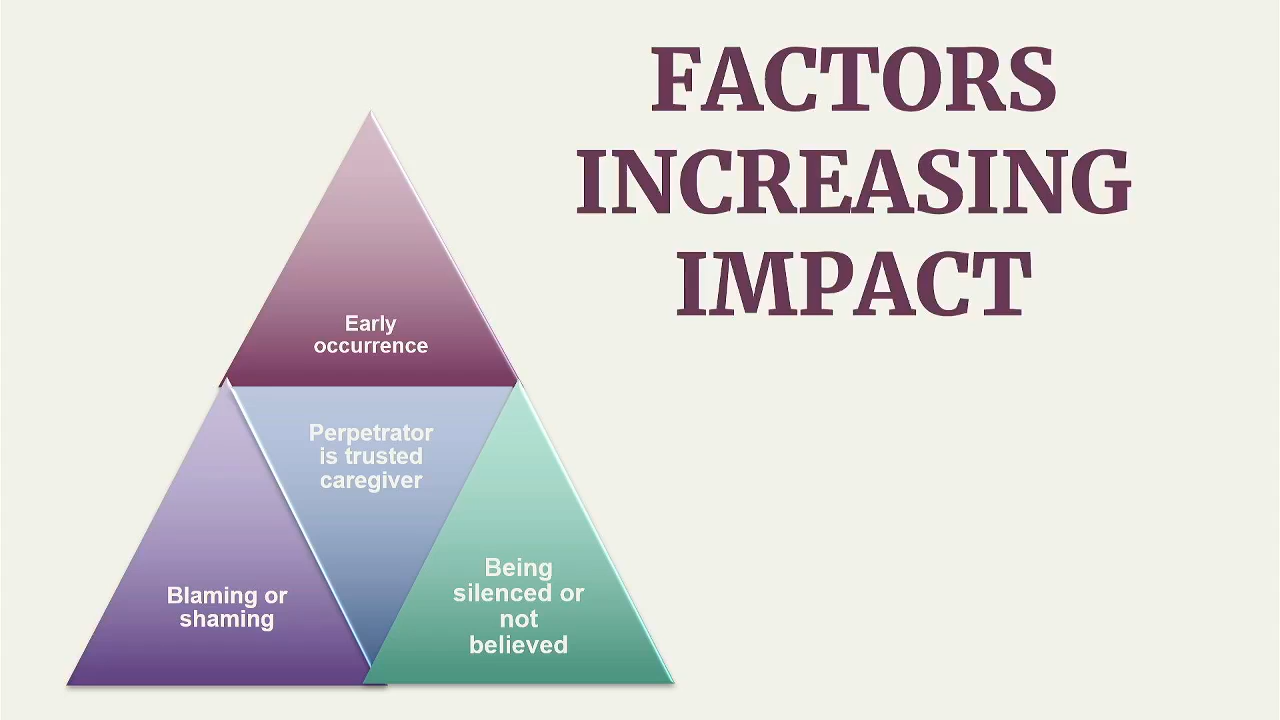 FACTORS
INCREASING
IMPACT
Early
occurrence
Perpetrator
is trusted
caregiver
Blaming or
shaming
Being
silenced or
not
believed